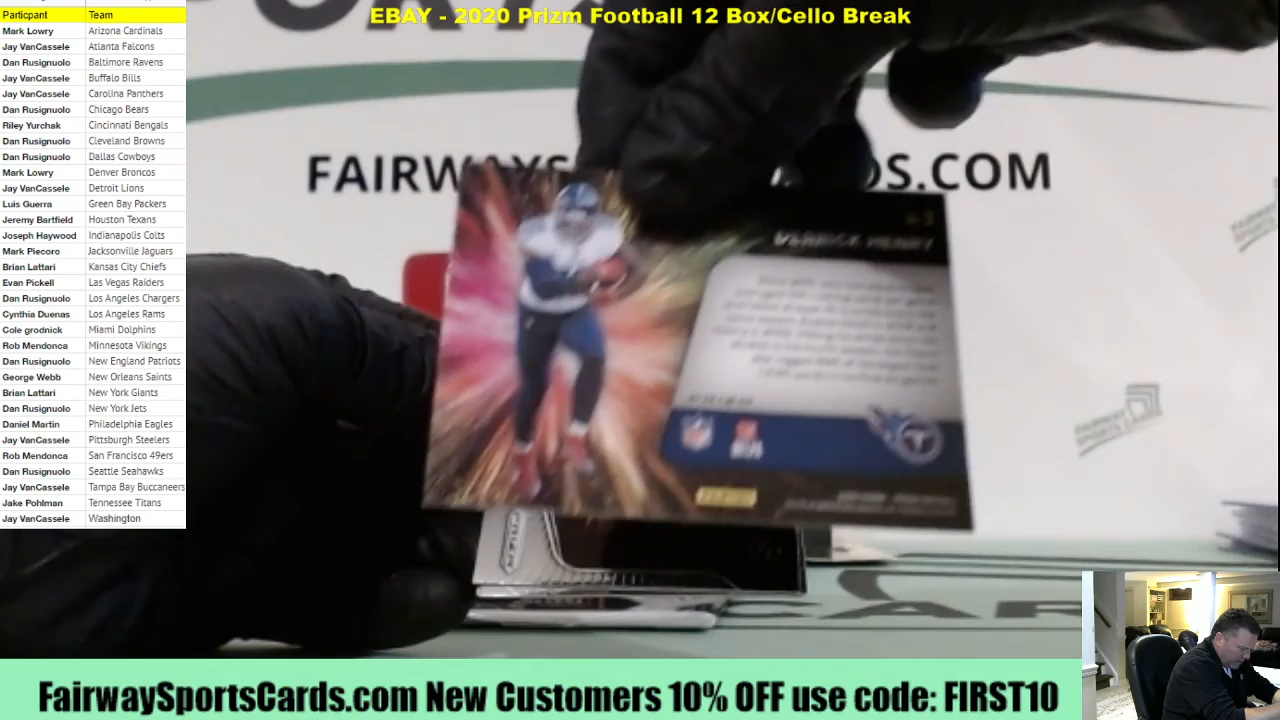 EBAY - 2020 Prizm Football 12 Box/Cello Break
Particpant Team
Mark Lowry Arizona Cardinals
Jay VanCassele Atlanta Falcons
Dan Rusignuolo Baltimore Ravens
Jay VanCassele Buffalo Bills
Jay VanCassele Carolina Panthers
Dan Rusignuolo Chicago Bears
Riley Yurchak Cincinnati Bengals
Dan Rusignuolo Cleveland Browns
Dan Rusignuolo Dallas Cowboys
Mark Lowry Denver Broncos
Jay VanCassele Detroit Lions
Luis Guerra Green Bay Packers
Jeremy Bartfield Houston Texans
Joseph Haywood Indianapolis Colts
Mark Piecoro Jacksonville Jaguars
Brian Lattari Kansas City Chiefs
Evan Pickell Las Vegas Raiders
Dan Rusignuolo Los Angeles Chargers
Cynthia Duenas Los Angeles Rams
Cole grodnick Miami Dolphins
Rob Mendonca Minnesota Vikings
Dan Rusignuolo New England Patriots
George Webb New Orleans Saints
Brian Lattari New York Giants
Dan Rusignuolo New York Jets
Daniel Martin Philadelphia Eagles
Jay VanCassele Pittsburgh Steelers
Rob Mendonca San Francisco 49ers
Dan Rusignuolo Seattle Seahawks
Jay VanCassele Tampa Bay Buccaneers
Jake Pohlman Tennessee Titans
Jay VanCassele Washington
FAIRWAYS DS.COM
HENRY
FAIRWAY
SPORTS CARDS
CAR
FairwaySportsCards.com New Customers 10% OFF use code: FIRST10